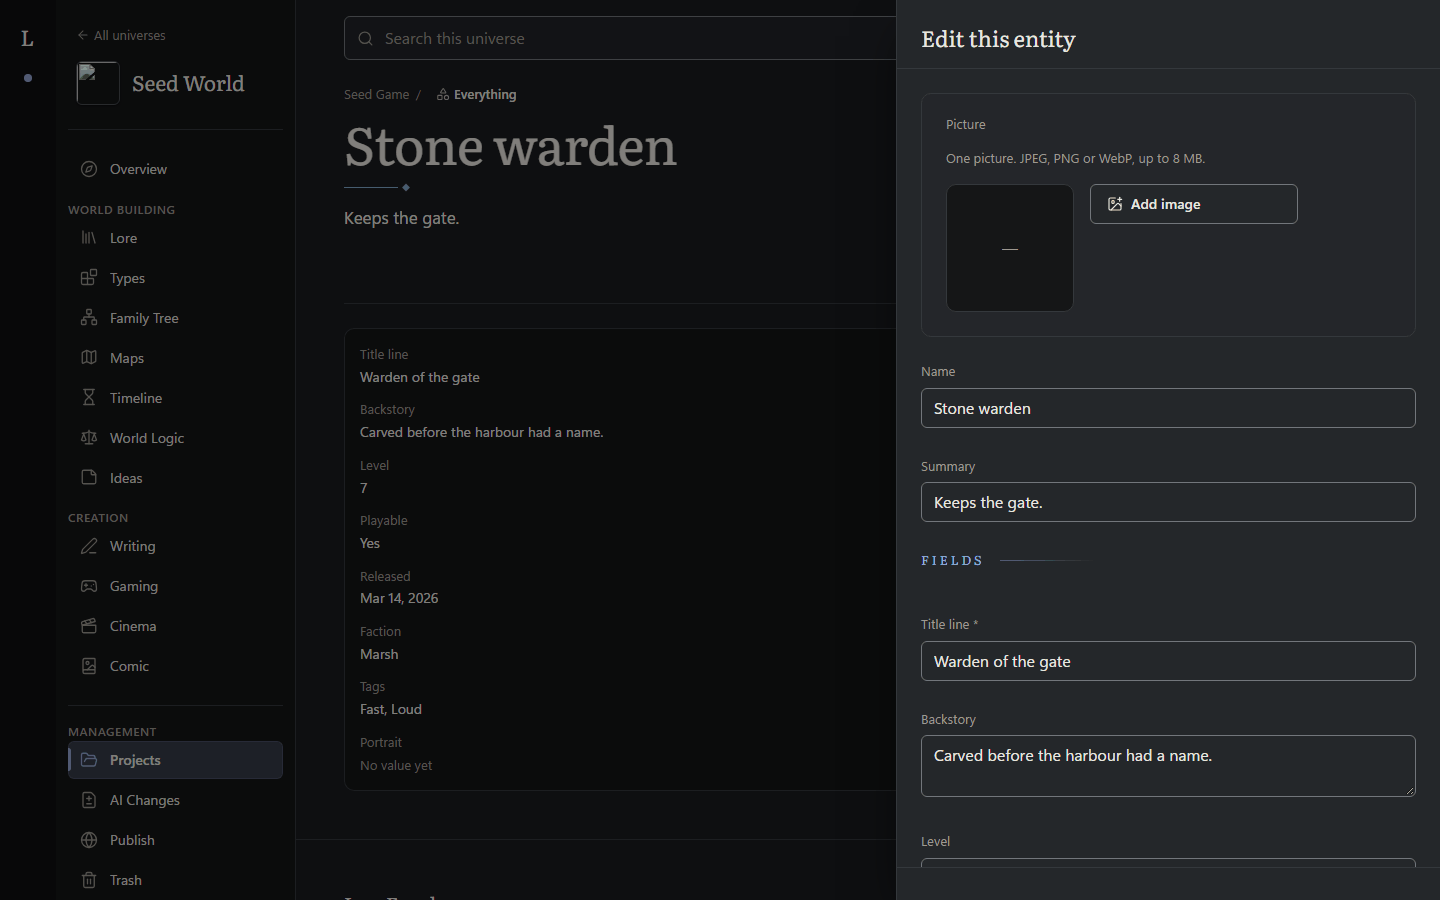 L
All universes
Seed World
Overview
WORLD BUILDING
Lore
Types
Family Tree
Maps
Timeline
World Logic
Ideas
CREATION
Writing
Gaming
Cinema
Comic
MANAGEMENT
Projects
AI Changes
Publish
Trash
Search this universe
Seed Game / Everything
Stone warden
Keeps the gate.
Title line
Warden of the gate
Backstory
Carved before the harbour had a name.
Level
7
Playable
Yes
Released
Mar 14, 2026
Faction
Marsh
Tags
Fast, Loud
Portrait
No value yet
Edit this entity
Picture
One picture. JPEG, PNG or WebP, up to 8 MB.
—
Add image
Name
Stone warden
Summary
Keeps the gate.
FIELDS
Title line *
Warden of the gate
Backstory
Carved before the harbour had a name.
Level